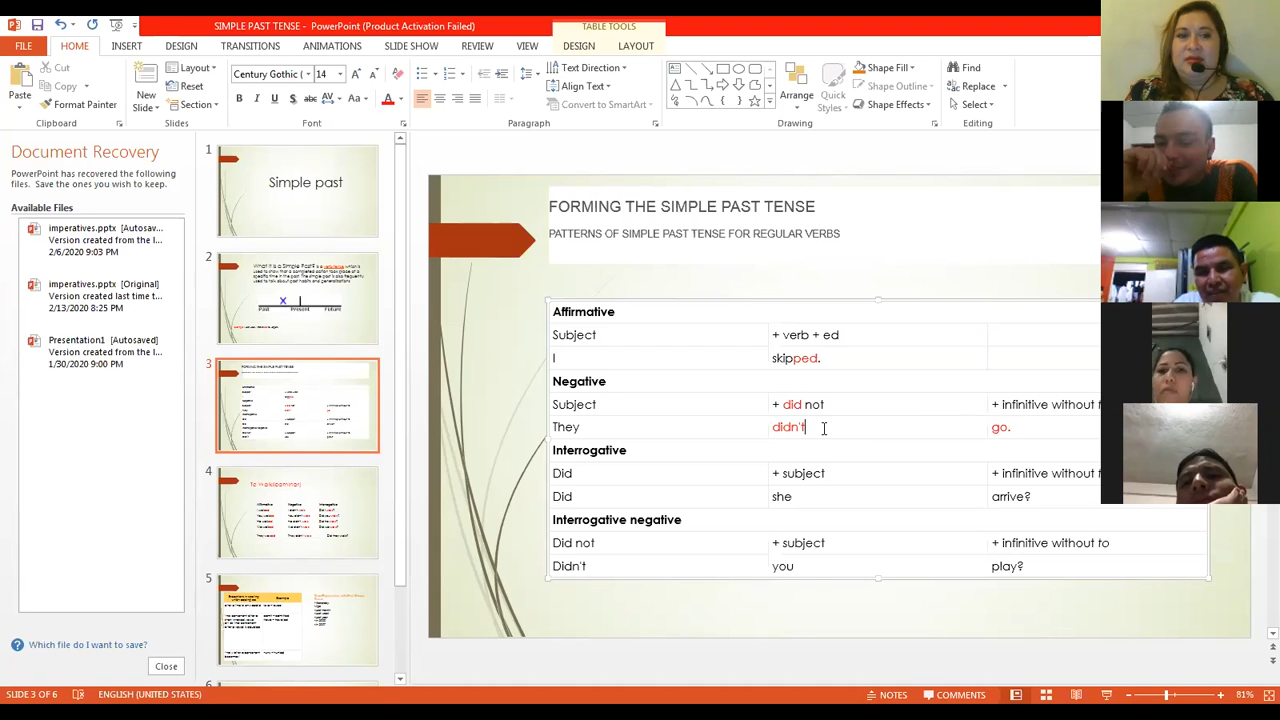 SIMPLE PAST TENSE - PowerPoint (Product Activation Failed)
TABLE TOOLS
FILE HOME INSERT DESIGN TRANSITIONS ANIMATIONS SLIDE SHOW REVIEW VIEW DESIGN LAYOUT
Paste
Cut
Copy
Format Painter
Clipboard
New Slide
Layout
Reset
Section
Slides
Century Gothic ( 14
Font
Text Direction
Align Text
Convert to SmartArt
Paragraph
Arrange
Quick Styles
Shape Fill
Shape Outline
Shape Effects
Drawing
Find
Replace
Select
Editing
Document Recovery
PowerPoint has recovered the following
files. Save the ones you wish to keep.
Available Files
imperatives.pptx [Autosav...
Version created from the l...
2/6/2020 9:03 PM
imperatives.pptx [Original]
Version created last time t...
2/13/2020 8:25 PM
Presentation1 [Autosaved]
Version created from the l...
1/30/2020 9:00 PM
Which file do I want to save?
Close
1
Simple past
2
Past Present Future
3
4
5
FORMING THE SIMPLE PAST TENSE
PATTERNS OF SIMPLE PAST TENSE FOR REGULAR VERBS
Affirmative
Subject + verb + ed
I skipped.
Negative
Subject + did not + infinitive without
They didn't go.
Interrogative
Did + subject + infinitive without
Did she arrive?
Interrogative negative
Did not + subject + infinitive without to
Didn't you play?
SLIDE 3 OF 6 ENGLISH (UNITED STATES) NOTES COMMENTS 81%